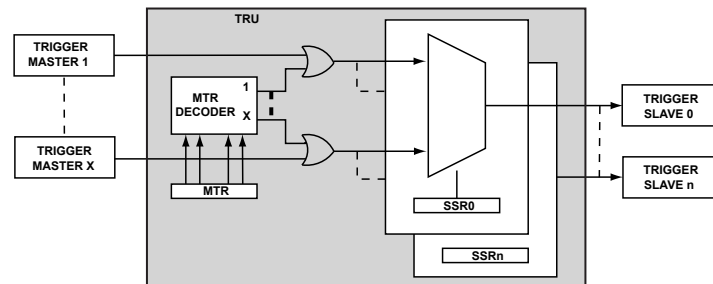 TRU
TRIGGER
MASTER 1
MTR
DECODER
1
X
TRIGGER
MASTER X
MTR
SSR0
SSRn
TRIGGER
SLAVE 0
TRIGGER
SLAVE n